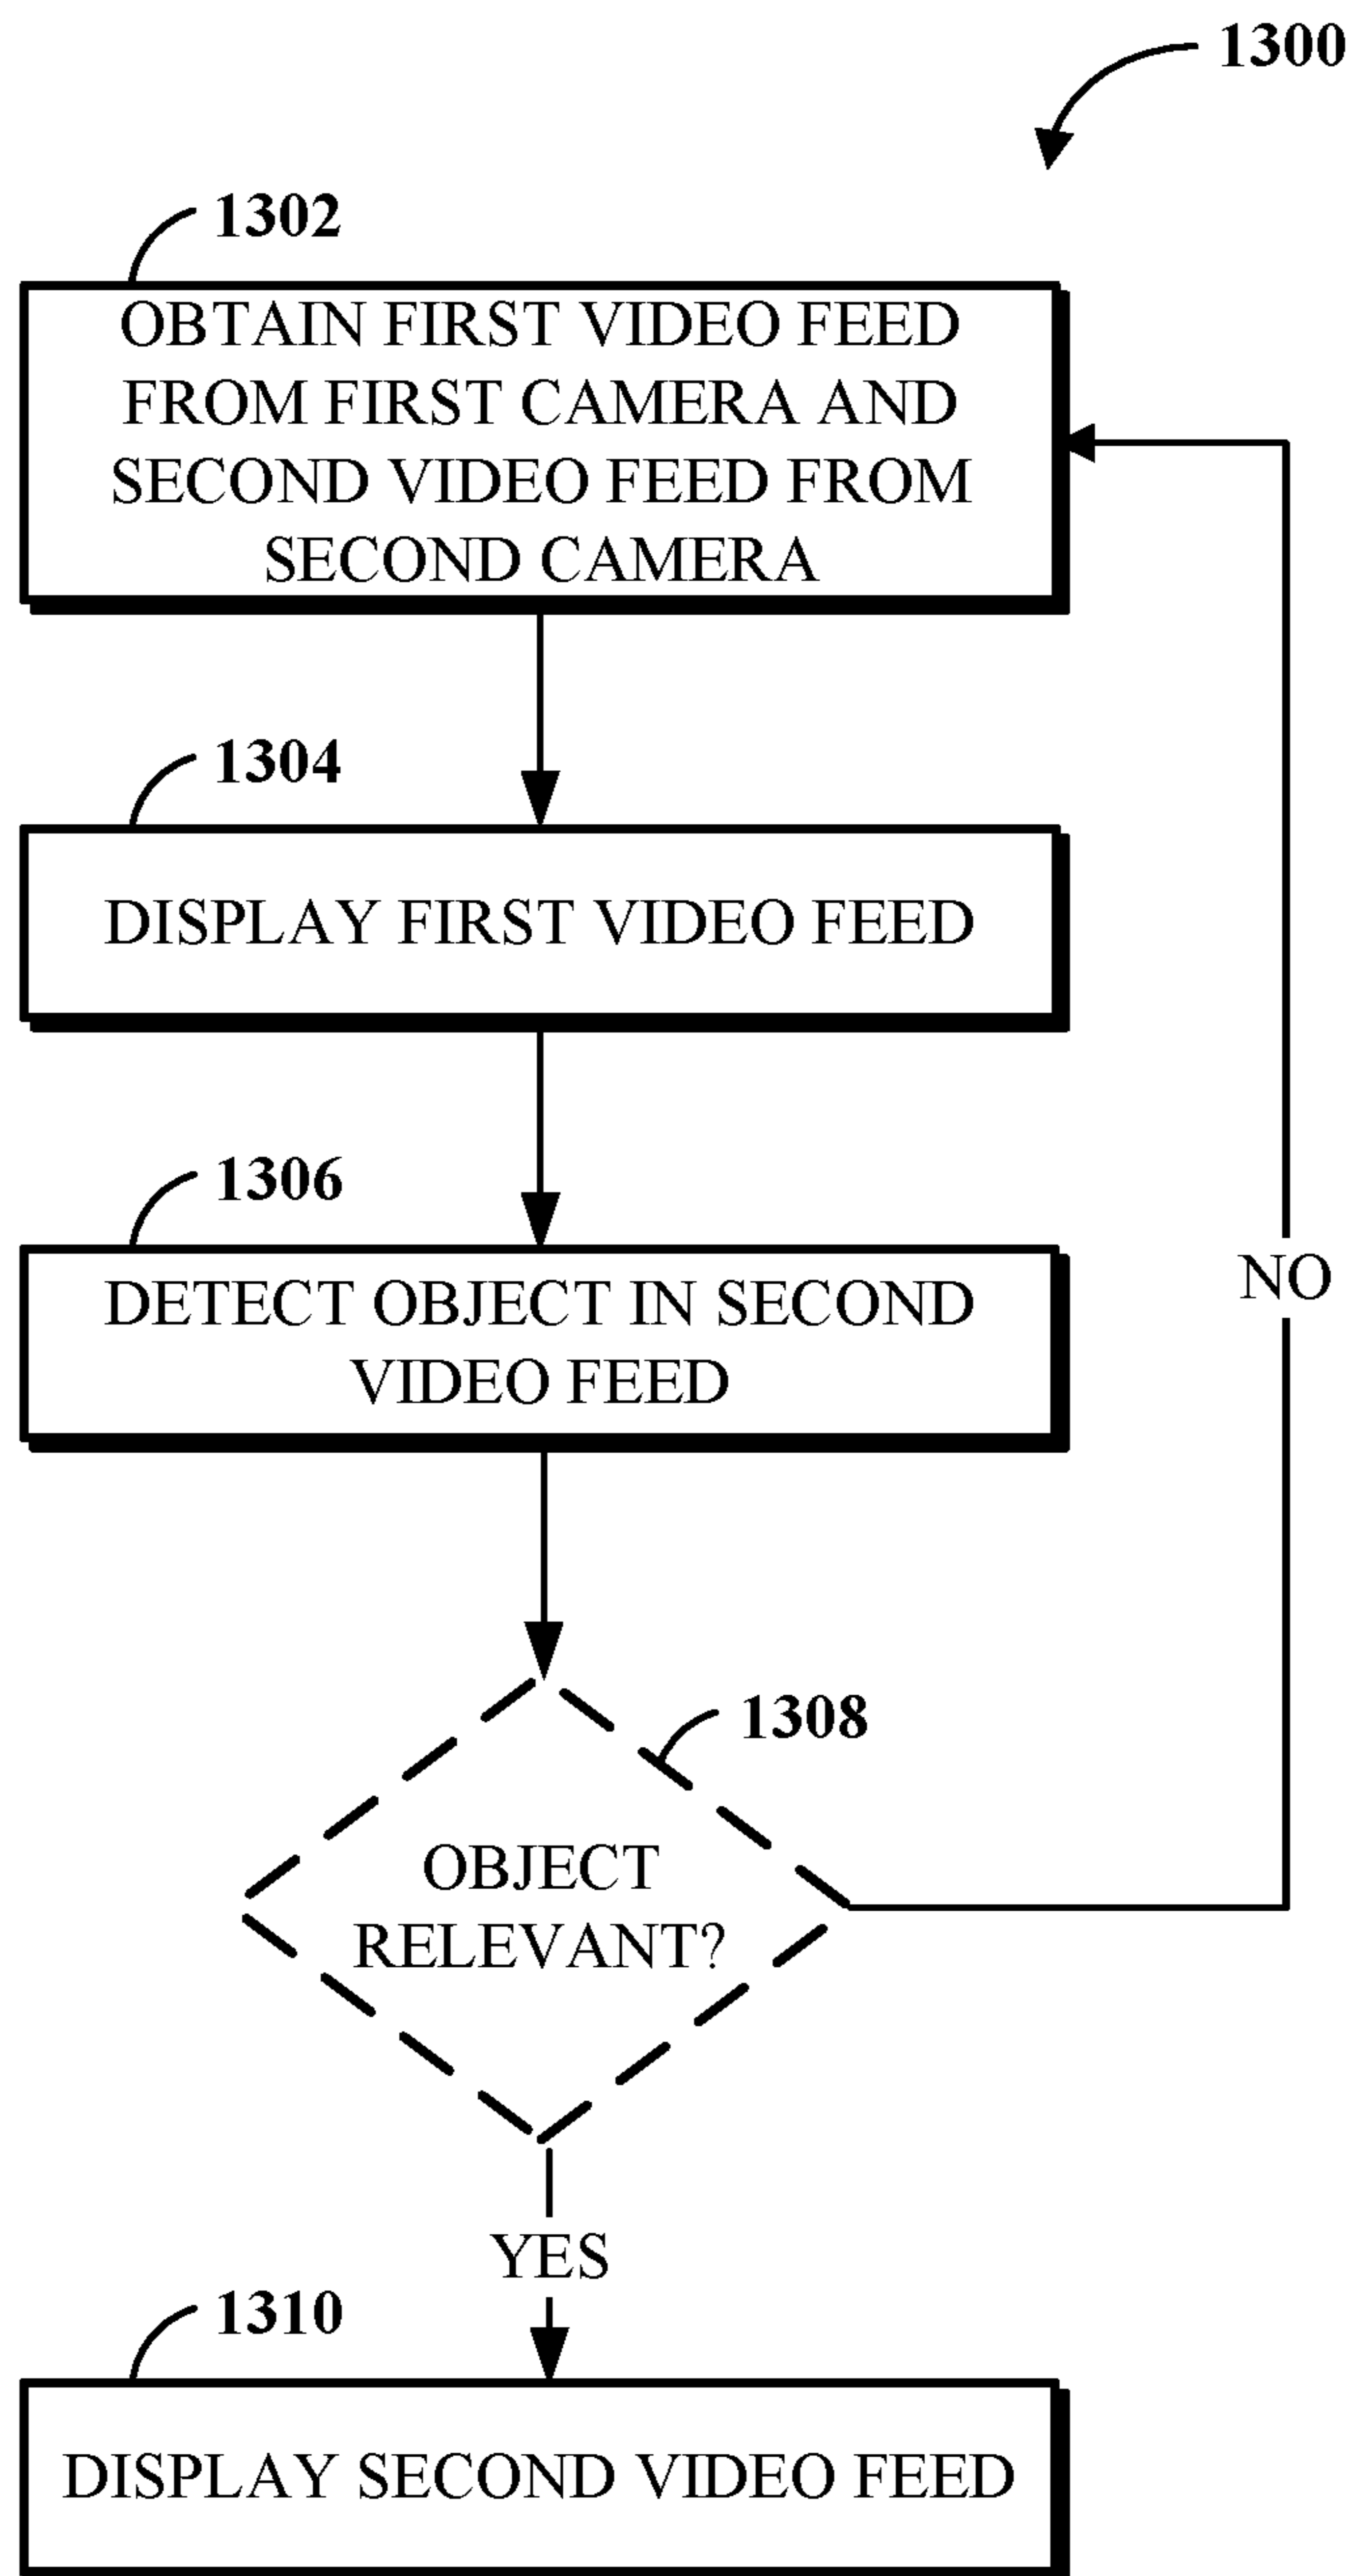 1300
1302
OBTAIN FIRST VIDEO FEED
FROM FIRST CAMERA AND
SECOND VIDEO FEED FROM
SECOND CAMERA
1304
DISPLAY FIRST VIDEO FEED
1306
DETECT OBJECT IN SECOND
VIDEO FEED
NO
1308
OBJECT
RELEVANT?
YES
1310
DISPLAY SECOND VIDEO FEED